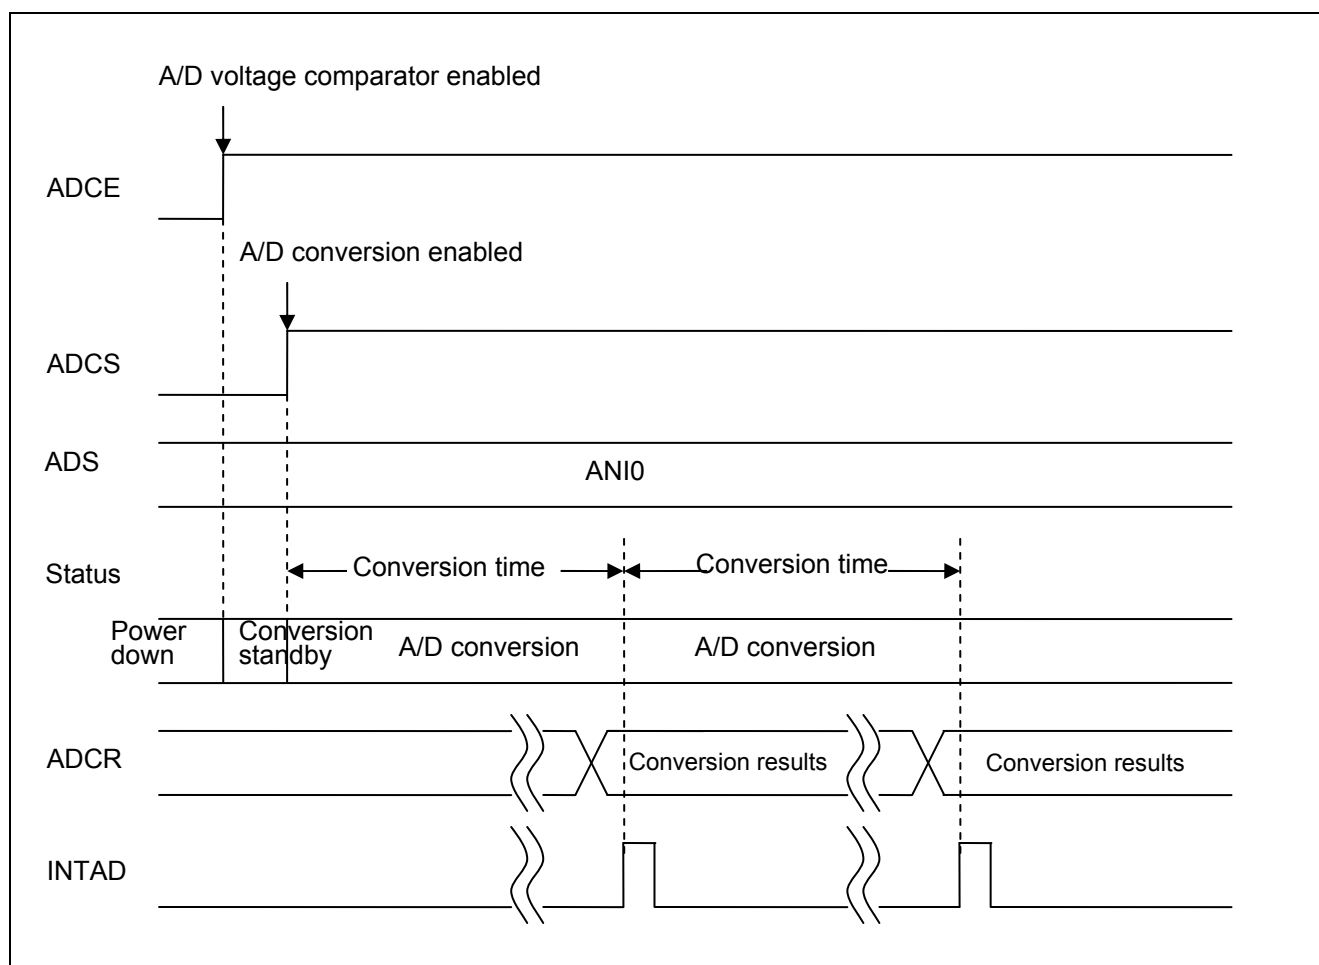 A/D voltage comparator enabled
ADCE
A/D conversion enabled
ADCS
ADS
ANI0
Status
Conversion time
Conversion time
Power
down
Conversion
standby
A/D conversion
A/D conversion
ADCR
Conversion results
Conversion results
INTAD